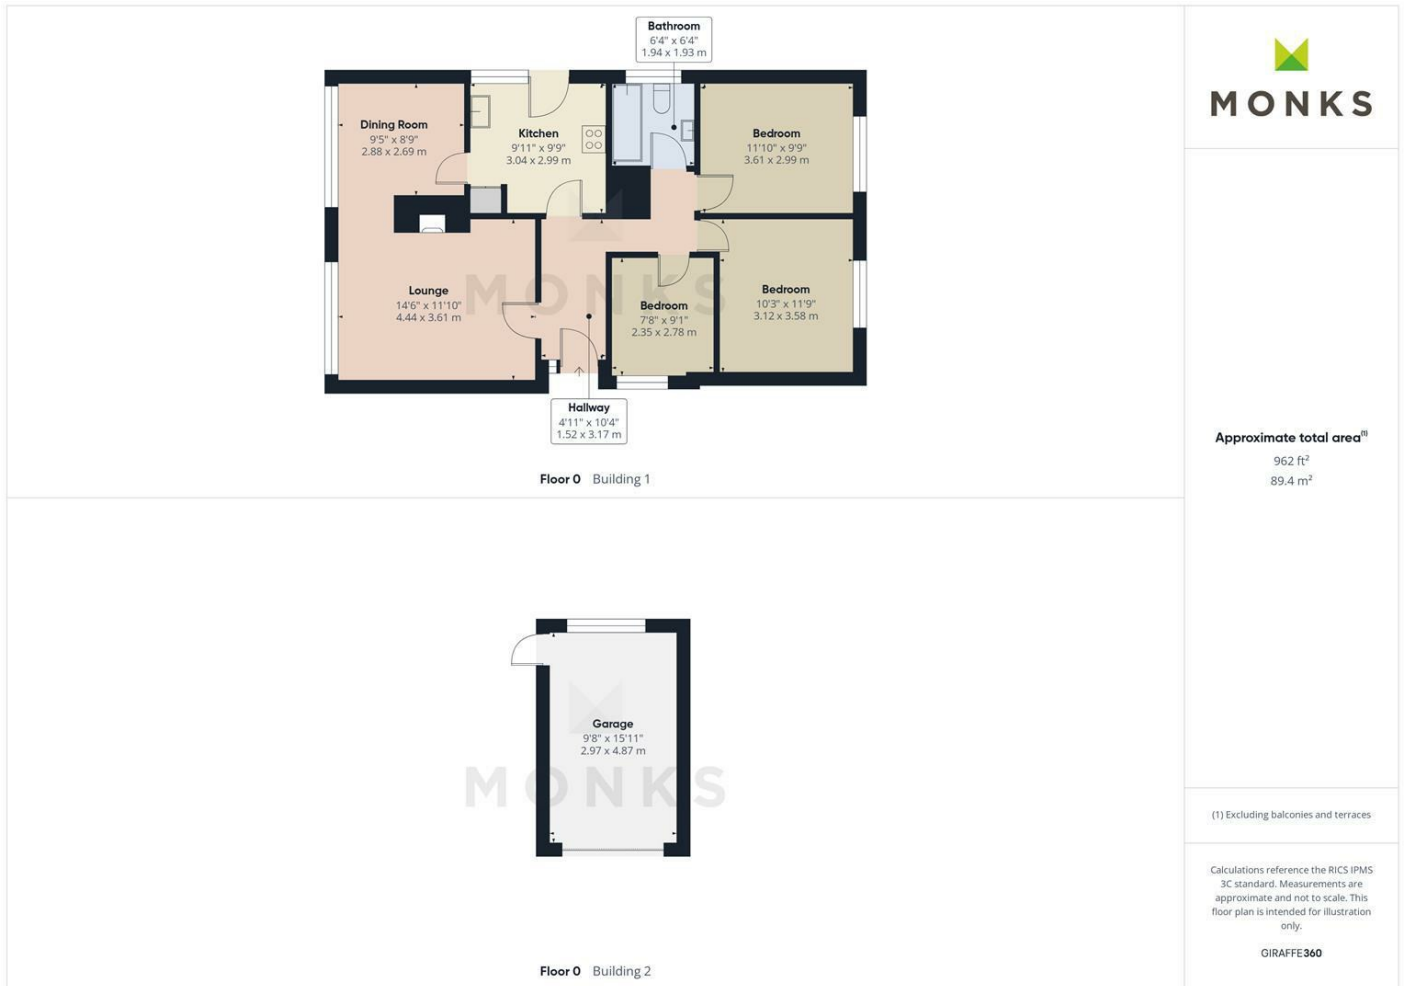 Bathroom
6'4" x 6'4"
1.94 x 1.93 m
Dining Room
9'5" x 8'9"
2.88 x 2.69 m
Kitchen
9'11" x 9'9"
3.04 x 2.99 m
Bedroom
11'10" x 9'9"
3.61 x 2.99 m
Lounge
14'6" x 11'10"
4.44 x 3.61 m
Bedroom
7'8" x 9'1"
2.35 x 2.78 m
Bedroom
10'3" x 11'9"
3.12 x 3.58 m
MONKS
Hallway
4'11" x 10'4"
1.52 x 3.17 m
Floor 0 Building 1
Garage
9'8" x 15'11"
2.97 x 4.87 m
MONKS
Floor 0 Building 2
MONKS
Approximate total area(1)
962 ft²
89.4 m²
(1) Excluding balconies and terraces
Calculations reference the RICS IPMS
3C standard. Measurements are
approximate and not to scale. This
floor plan is intended for illustration
only.
GIRAFFE360